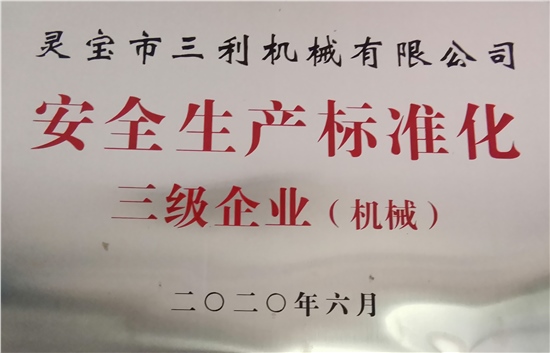 灵宝市三利机械有限公司
安全生产标准化
三级企业（机械）
二〇二〇年六月